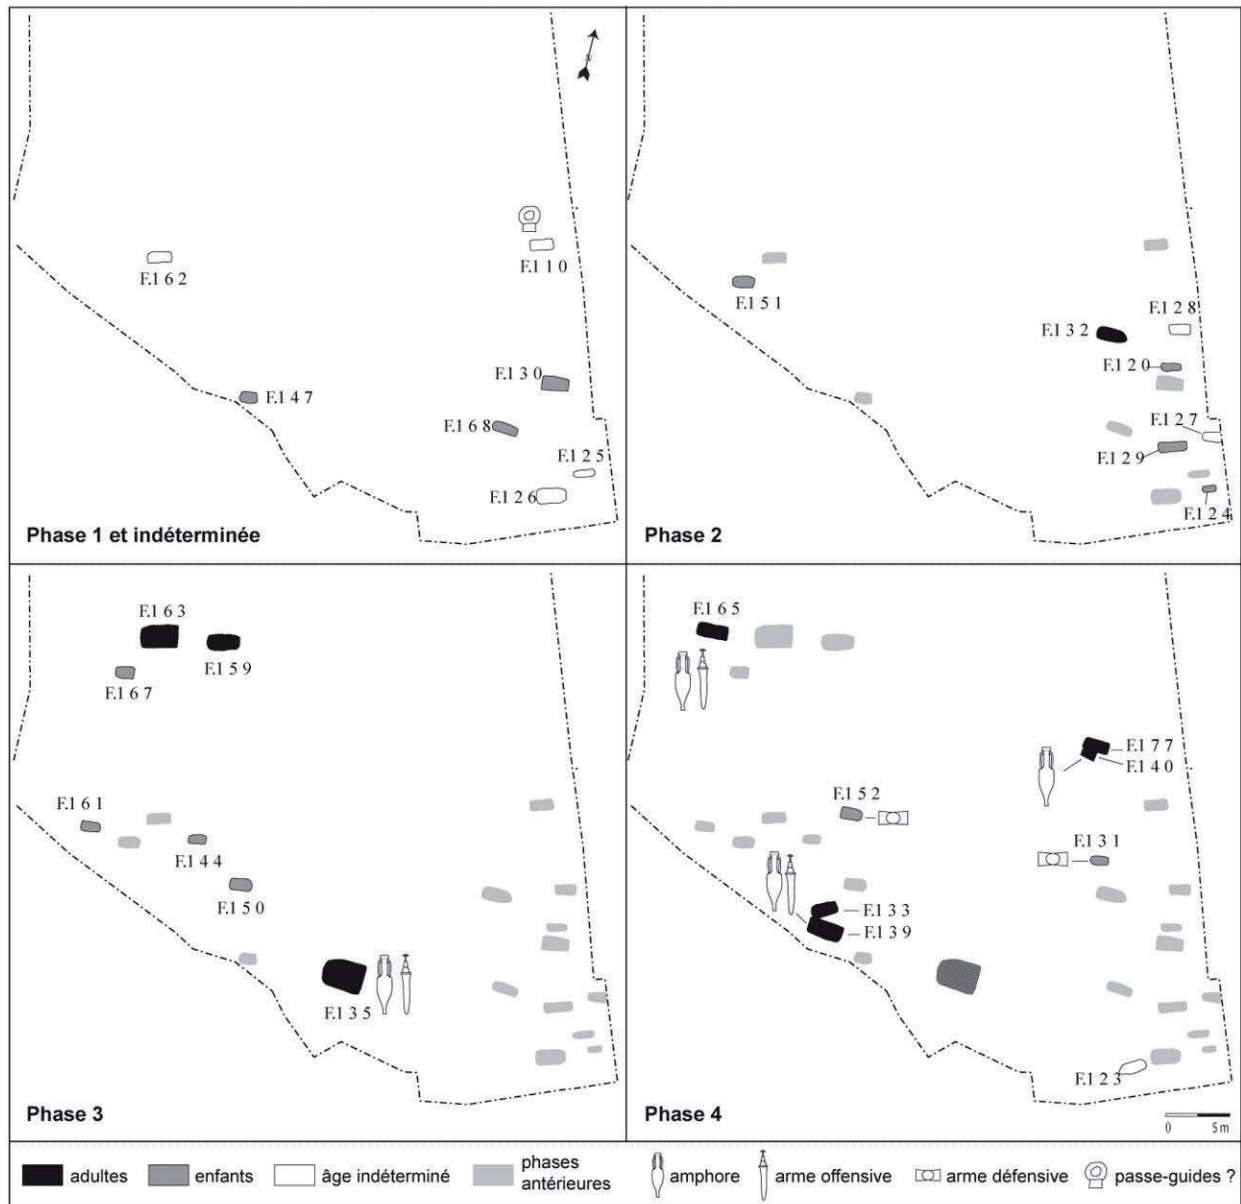 N
F.110
F.162
F.130
F.147
F.168
F.125
F.126
Phase 1 et indéterminée
F.151
F.128
F.132
F.120
F.127
F.129
F.124
Phase 2
F.163
F.159
F.167
F.161
F.144
F.150
F.135
Phase 3
F.165
F.177
F.140
F.152
F.131
F.133
F.139
F.123
Phase 4
0 5 m
adultes
enfants
âge indéterminé
phases
antérieures
amphore
arme offensive
arme défensive
passe-guides ?